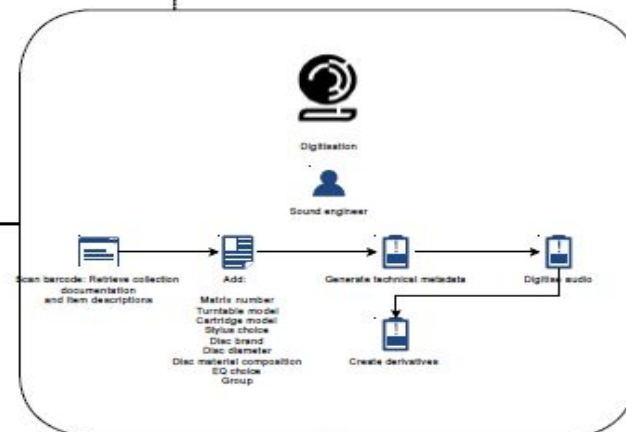 Digitisation
Sound engineer
Scan barcode: Retrieve collection
documentation
and item descriptions
Add:
Matrix number
Turntable model
Cartridge model
Stylus choice
Disc brand
Disc diameter
Disc material composition
EQ choice
Group
Generate technical metadata
Digitise audio
Create derivatives